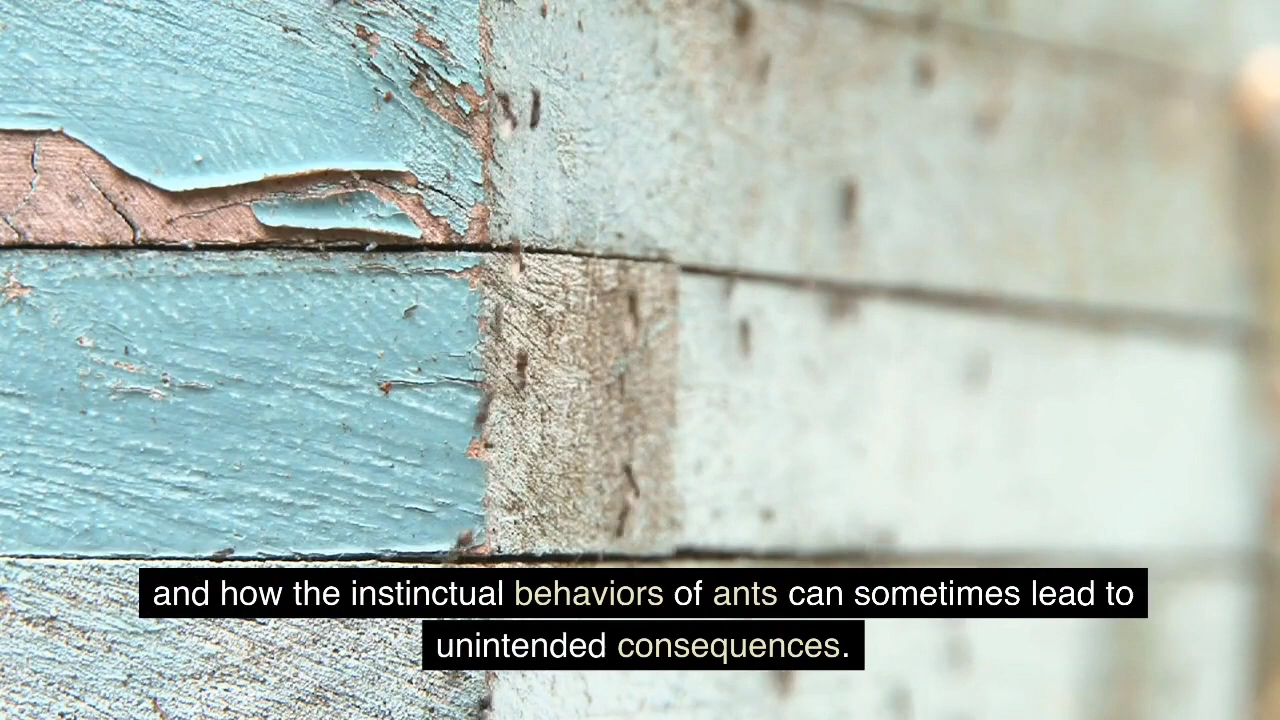 and how the instinctual behaviors of ants can sometimes lead to
unintended consequences.